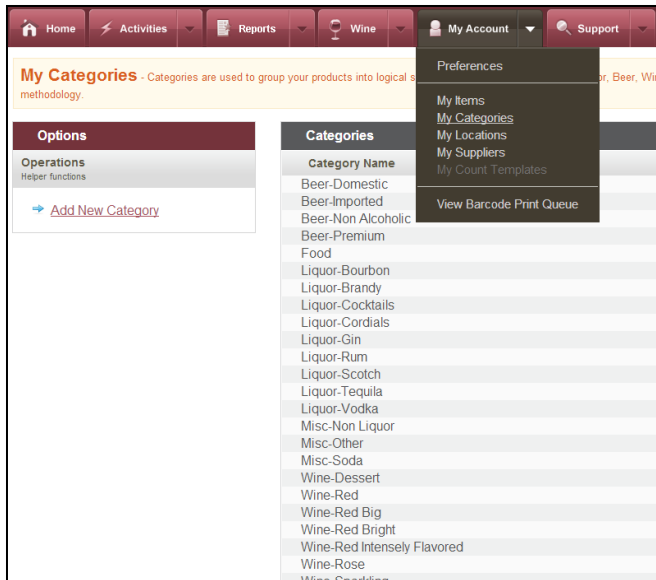 Home Activities Reports Wine My Account Support
My Categories - Categories are used to group your products into logical s or, Beer, Wi
methodology.
Preferences
My Items
My Categories
My Locations
My Suppliers
My Count Templates
View Barcode Print Queue
Options
Operations
Helper functions
Add New Category
Categories
Category Name
Beer-Domestic
Beer-Imported
Beer-Non Alcoholic
Beer-Premium
Food
Liquor-Bourbon
Liquor-Brandy
Liquor-Cocktails
Liquor-Cordials
Liquor-Gin
Liquor-Rum
Liquor-Scotch
Liquor-Tequila
Liquor-Vodka
Misc-Non Liquor
Misc-Other
Misc-Soda
Wine-Dessert
Wine-Red
Wine-Red Big
Wine-Red Bright
Wine-Red Intensely Flavored
Wine-Rose
Wine-Sparkling